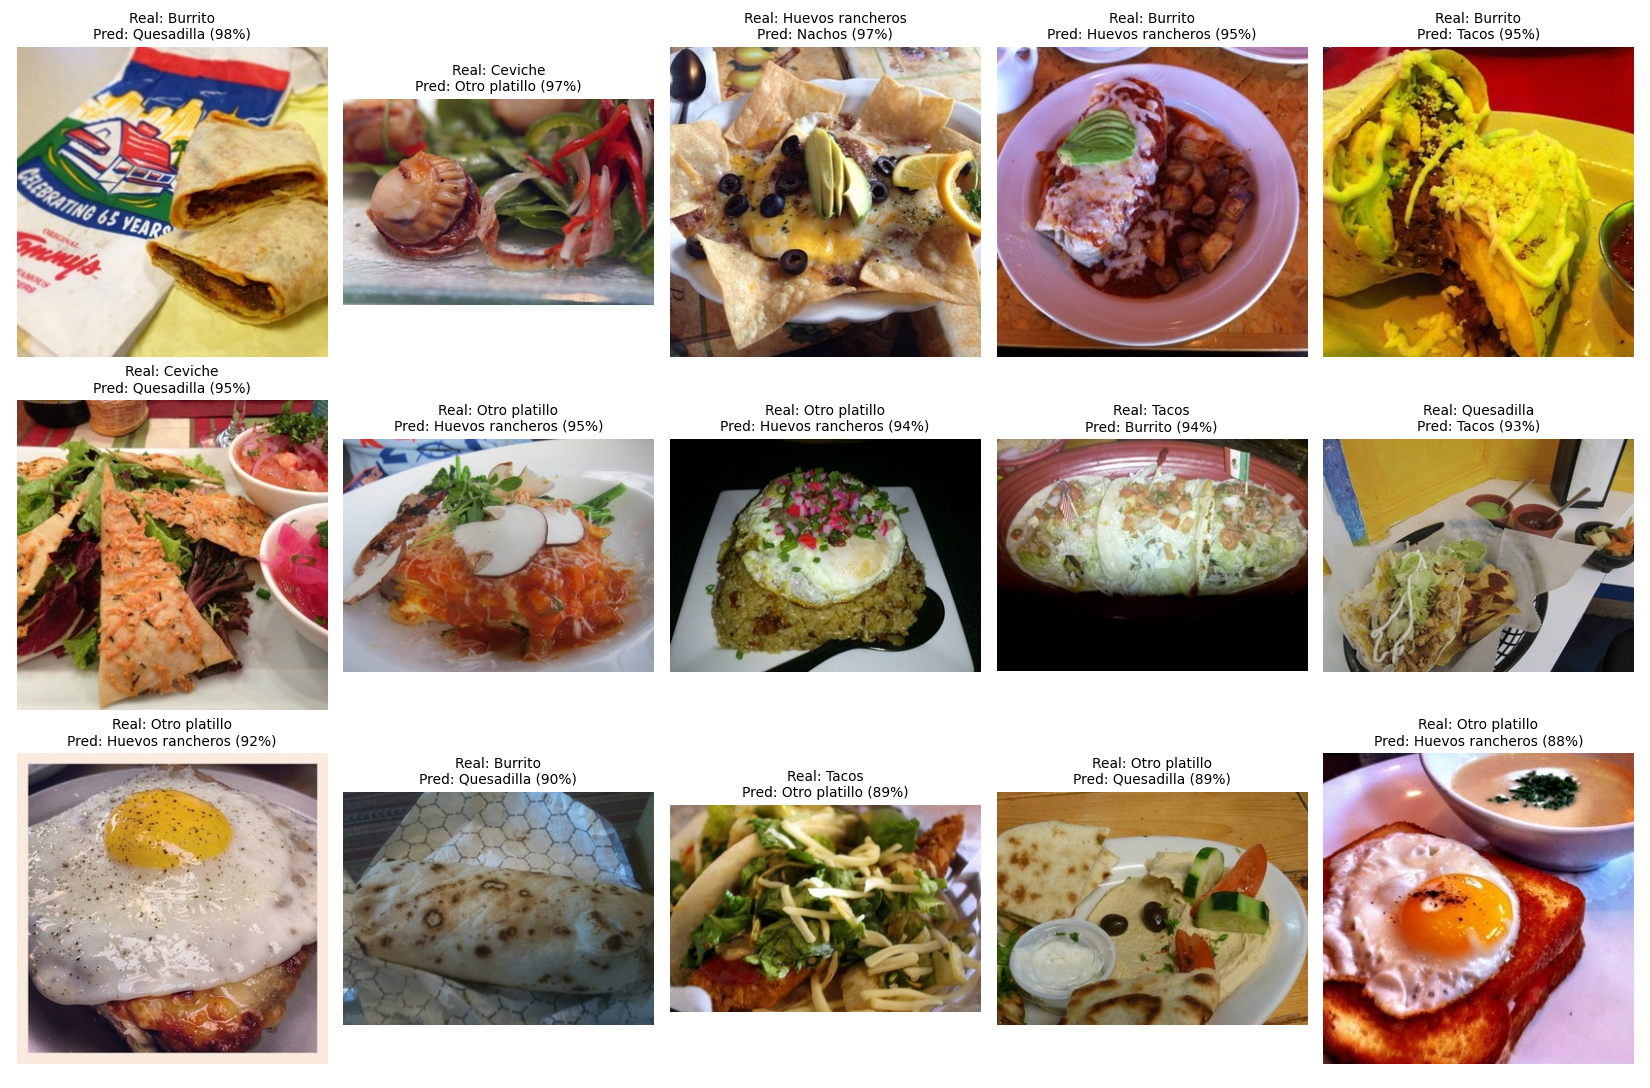 Real: Burrito
Pred: Quesadilla (98%)
CELEBRATING 65 YEARS
ORIGINAL
Tommy's
Real: Ceviche
Pred: Otro platillo (97%)
Real: Huevos rancheros
Pred: Nachos (97%)
Real: Burrito
Pred: Huevos rancheros (95%)
Real: Burrito
Pred: Tacos (95%)
Real: Ceviche
Pred: Quesadilla (95%)
Real: Otro platillo
Pred: Huevos rancheros (95%)
Real: Otro platillo
Pred: Huevos rancheros (94%)
Real: Tacos
Pred: Burrito (94%)
Real: Quesadilla
Pred: Tacos (93%)
Real: Otro platillo
Pred: Huevos rancheros (92%)
Real: Burrito
Pred: Quesadilla (90%)
Real: Tacos
Pred: Otro platillo (89%)
Real: Otro platillo
Pred: Quesadilla (89%)
Real: Otro platillo
Pred: Huevos rancheros (88%)